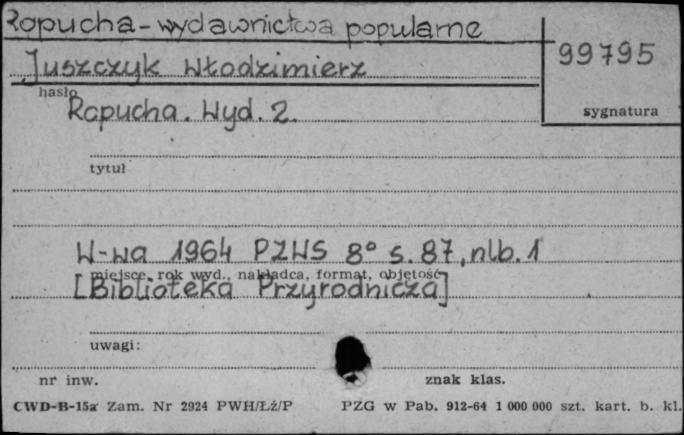 Ropucha-wydawnictwa popularne
99795
Juszczyk Włodzimierz
hasło
sygnatura
Ropucha. Wyd. 2.
tytuł
W-wa 1964 PZWS 8° s. 87, nlb. 1
miejsce, rok wyd., nakładca, format, objętość
[Biblioteka Przyrodnicza]
uwagi:
nr inw. znak klas.
CWD-B-15a Zam. Nr 2924 PWH/Łź/P PZG w Pab. 912-64 1 000 000 szt. kart. b. kl.